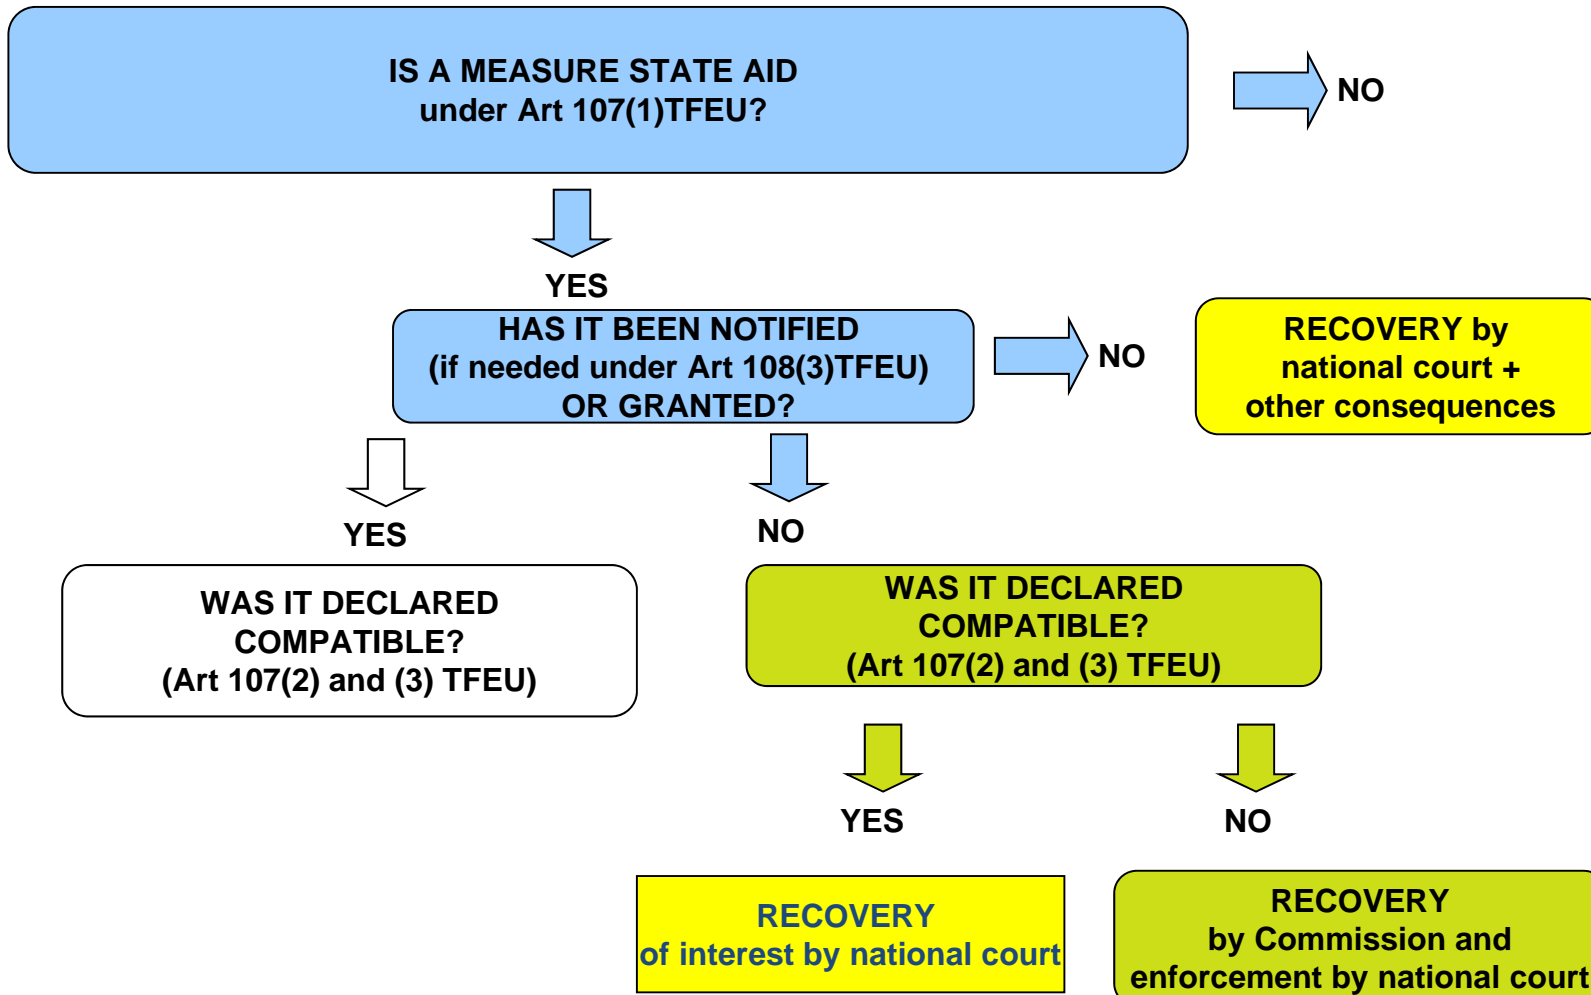 IS A MEASURE STATE AID
under Art 107(1)TFEU?
NO
YES
HAS IT BEEN NOTIFIED
(if needed under Art 108(3)TFEU)
OR GRANTED?
NO
RECOVERY by
national court +
other consequences
YES
NO
WAS IT DECLARED
COMPATIBLE?
(Art 107(2) and (3) TFEU)
WAS IT DECLARED
COMPATIBLE?
(Art 107(2) and (3) TFEU)
YES
NO
RECOVERY
of interest by national court
RECOVERY
by Commission and
enforcement by national court